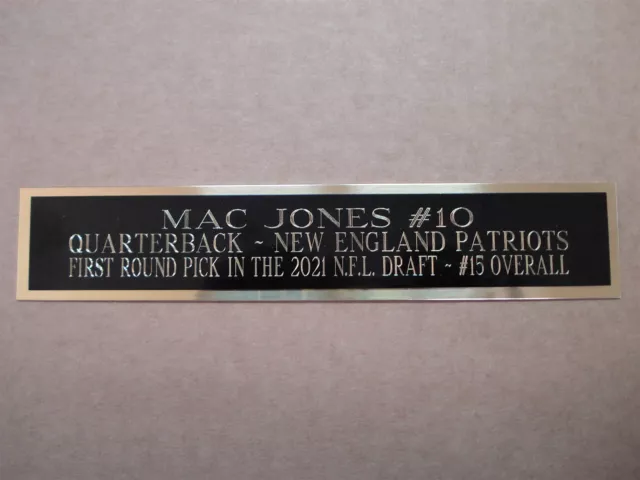 MAC JONES #10
QUARTERBACK ~ NEW ENGLAND PATRIOTS
FIRST ROUND PICK IN THE 2021 N.F.L. DRAFT ~ #15 OVERALL